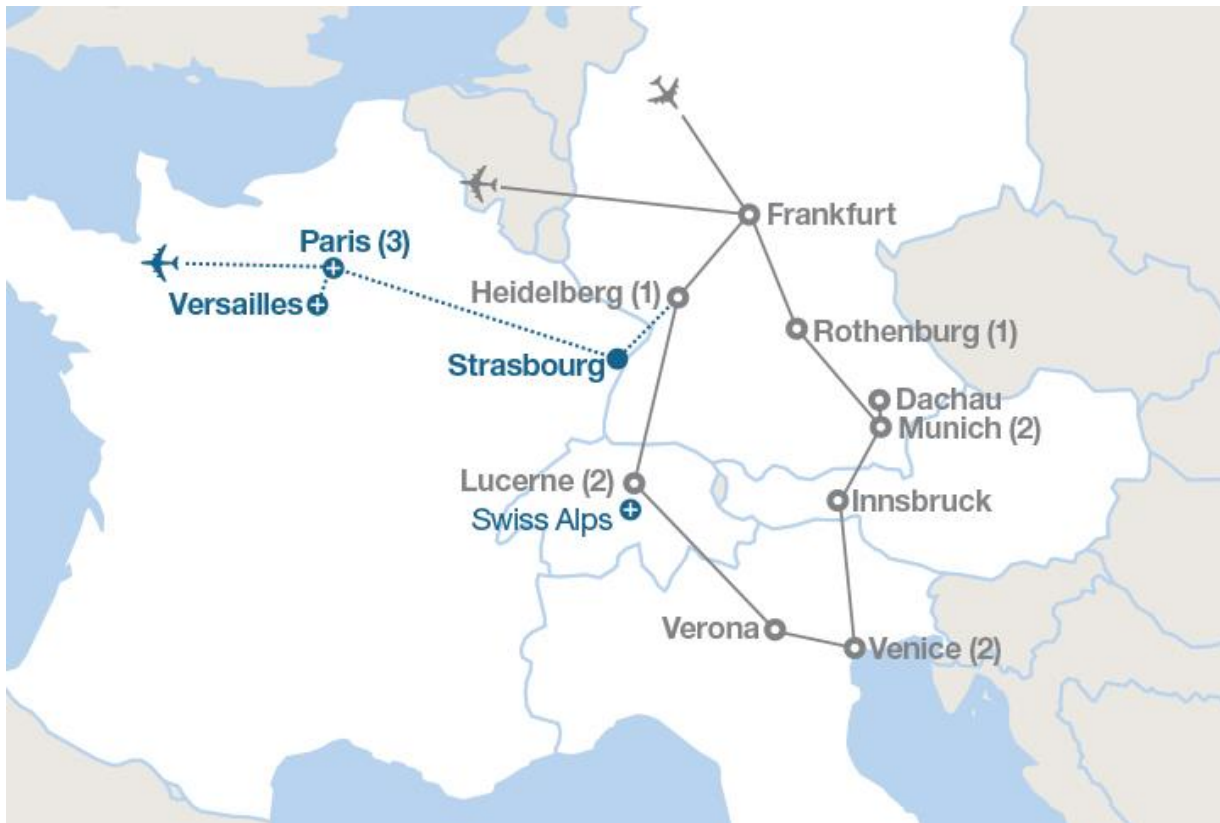 Frankfurt
Paris (3)
Heidelberg (1)
Versailles
Rothenburg (1)
Strasbourg
Dachau
Munich (2)
Lucerne (2)
Innsbruck
Swiss Alps
Verona
Venice (2)